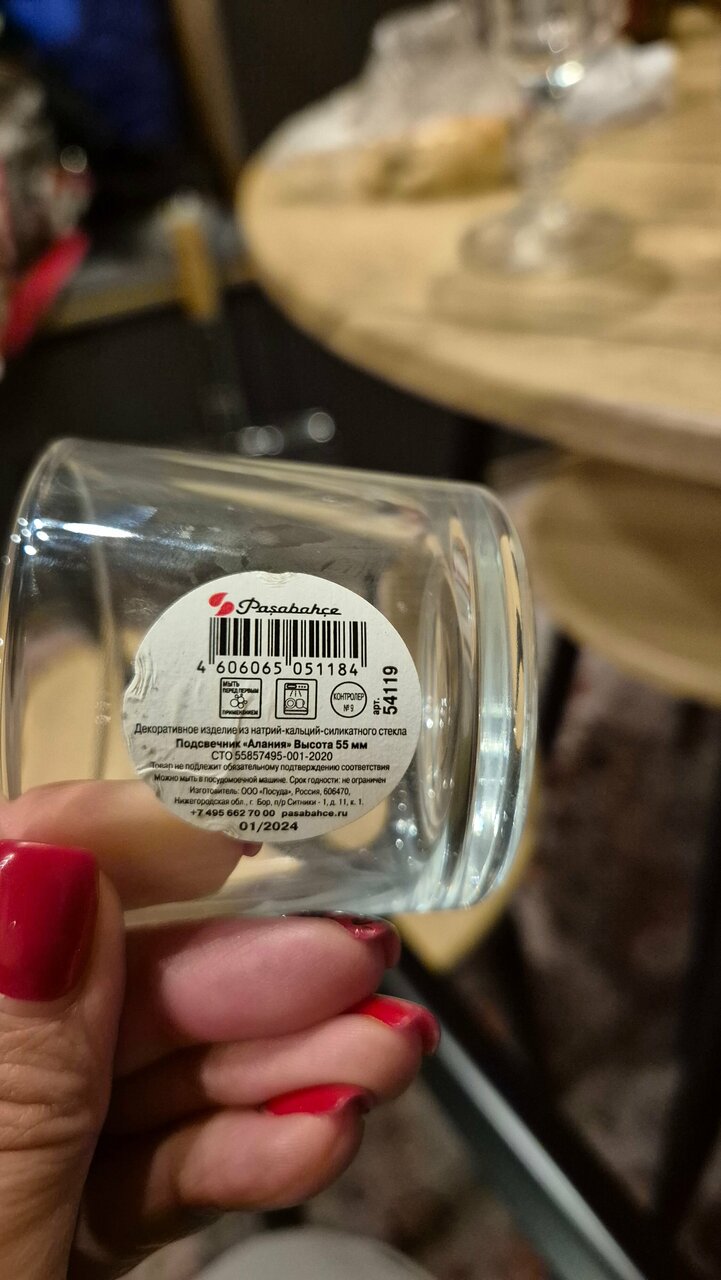 Paşabahçe
4 606065 051184
МЫТЬ
ПЕРЕД ПЕРВЫМ
ПРИМЕНЕНИЕМ
КОНТРОЛЕР
№ 9
арт. 54119
Декоративное изделие из натрий-кальций-силикатного стекла
Подсвечник «Алания» Высота 55 мм
СТО 55857495-001-2020
Товар не подлежит обязательному подтверждению соответствия
Можно мыть в посудомоечной машине. Срок годности: не ограничен
Изготовитель: ООО «Посуда», Россия, 606470,
Нижегородская обл., г. Бор, п/р Ситники - 1, д. 11, к. 1.
+7 495 662 70 00 pasabahce.ru
01/2024